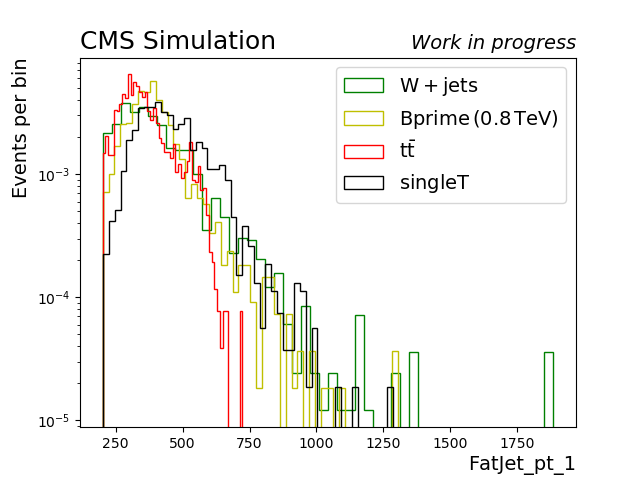 CMS Simulation
Work in progress
Events per bin
10⁻³
10⁻⁴
10⁻⁵
W + jets
Bprime (0.8 TeV)
tt̄
singleT
250 500 750 1000 1250 1500 1750
FatJet_pt_1